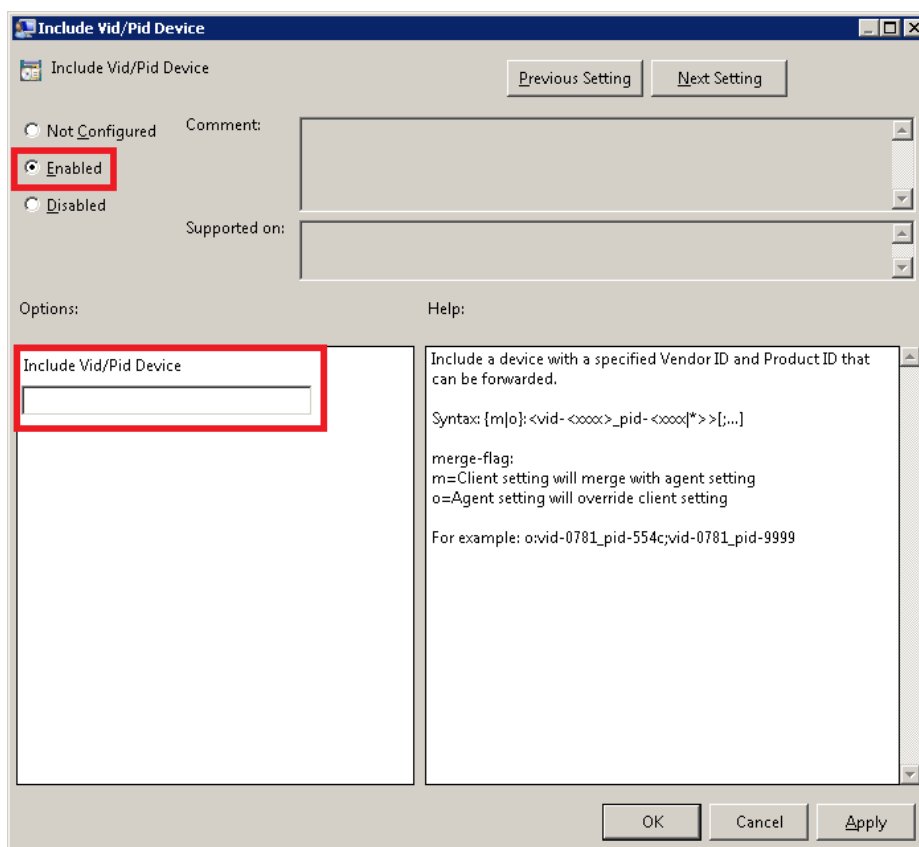 Include Vid/Pid Device
Include Vid/Pid Device
Previous Setting
Next Setting
Not Configured
Comment:
Enabled
Disabled
Supported on:
Options:
Help:
Include Vid/Pid Device
Include a device with a specified Vendor ID and Product ID that
can be forwarded.
Syntax: {m|o}:<vid-<xxxx>_pid-<xxxx|*>>[;...]
merge-flag:
m=Client setting will merge with agent setting
o=Agent setting will override client setting
For example: o:vid-0781_pid-554c;vid-0781_pid-9999
OK
Cancel
Apply